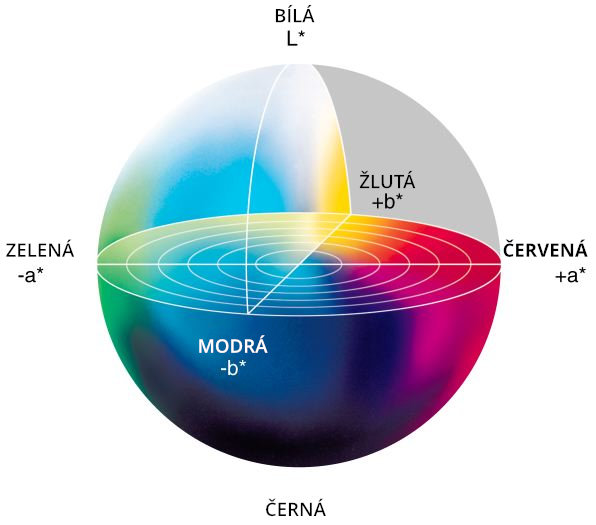 BÍLÁ
L*
ŽLUTÁ
+b*
ZELENÁ
-a*
ČERVENÁ
+a*
MODRÁ
-b*
ČERNÁ